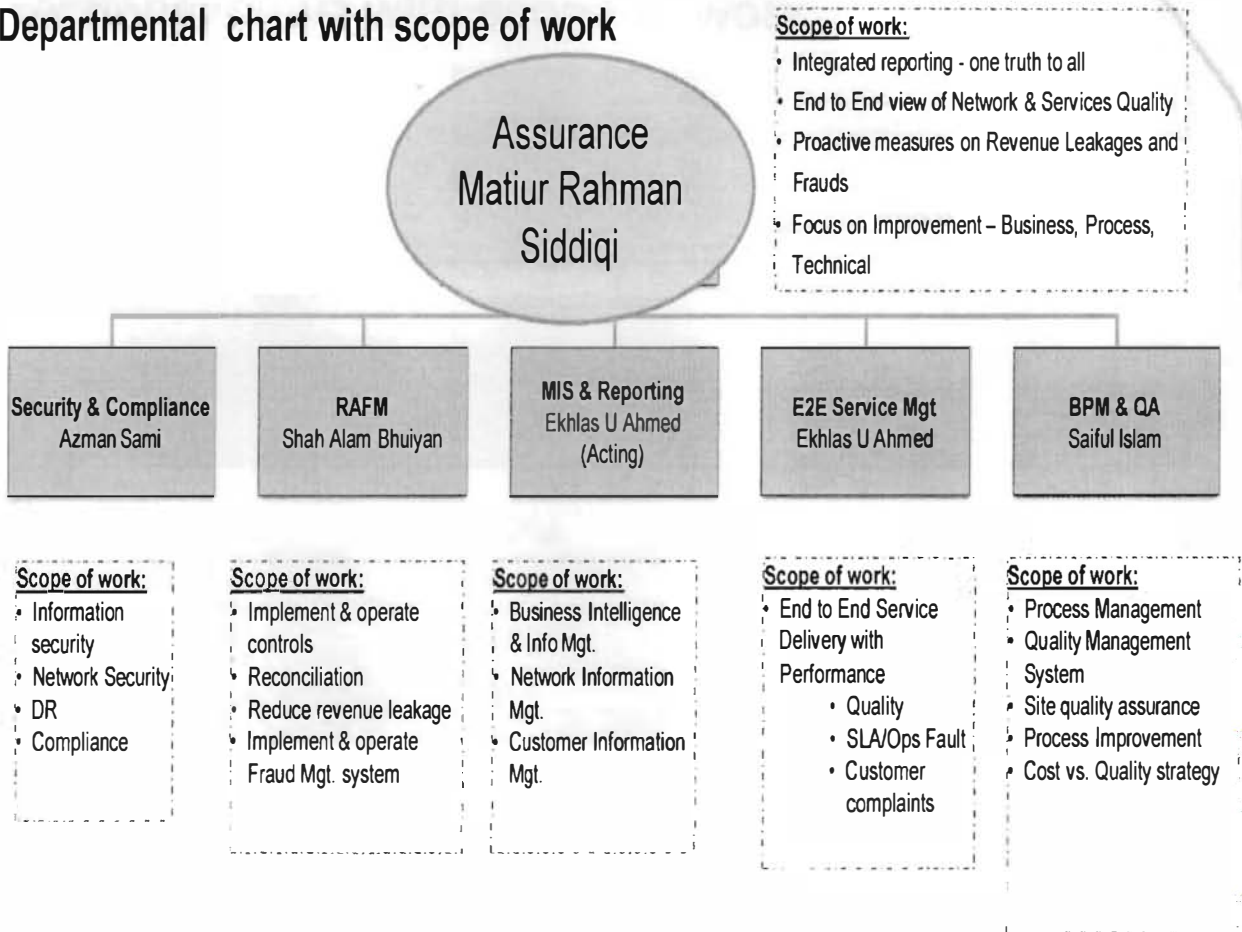 Departmental chart with scope of work
Scope of work:
• Integrated reporting - one truth to all
• End to End view of Network & Services Quality
• Proactive measures on Revenue Leakages and
Frauds
• Focus on Improvement – Business, Process,
Technical
Assurance
Matiur Rahman
Siddiqi
Security & Compliance
Azman Sami
RAFM
Shah Alam Bhuiyan
MIS & Reporting
Ekhlas U Ahmed
(Acting)
E2E Service Mgt
Ekhlas U Ahmed
BPM & QA
Saiful Islam
Scope of work:
• Information
security
• Network Security
• DR
• Compliance
Scope of work:
• Implement & operate
controls
• Reconciliation
• Reduce revenue leakage
• Implement & operate
Fraud Mgt. system
Scope of work:
• Business Intelligence
& Info Mgt.
• Network Information
Mgt.
• Customer Information
Mgt.
Scope of work:
• End to End Service
Delivery with
Performance
• Quality
• SLA/Ops Fault
• Customer
complaints
Scope of work:
• Process Management
• Quality Management
System
• Site quality assurance
• Process Improvement
• Cost vs. Quality strategy